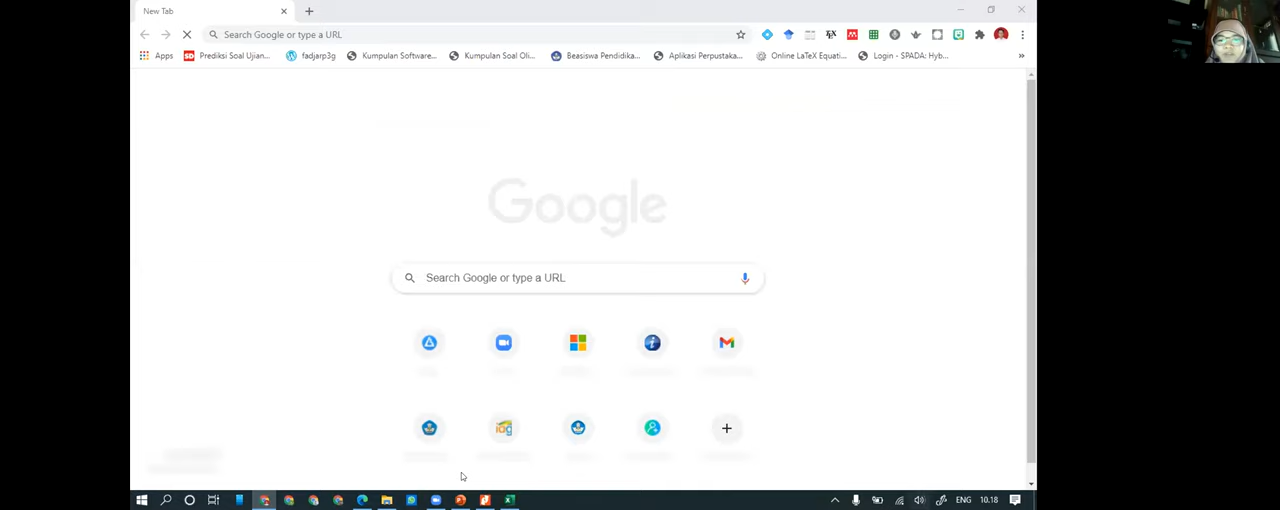 New Tab
Search Google or type a URL
Apps Prediksi Soal Ujian... fadjarp3g Kumpulan Software... Kumpulan Soal Oli... Beasiswa Pendidika... Aplikasi Perpustaka... Online LaTeX Equati... Login - SPADA: Hyb... »
Google
Search Google or type a URL
ENG 10.18